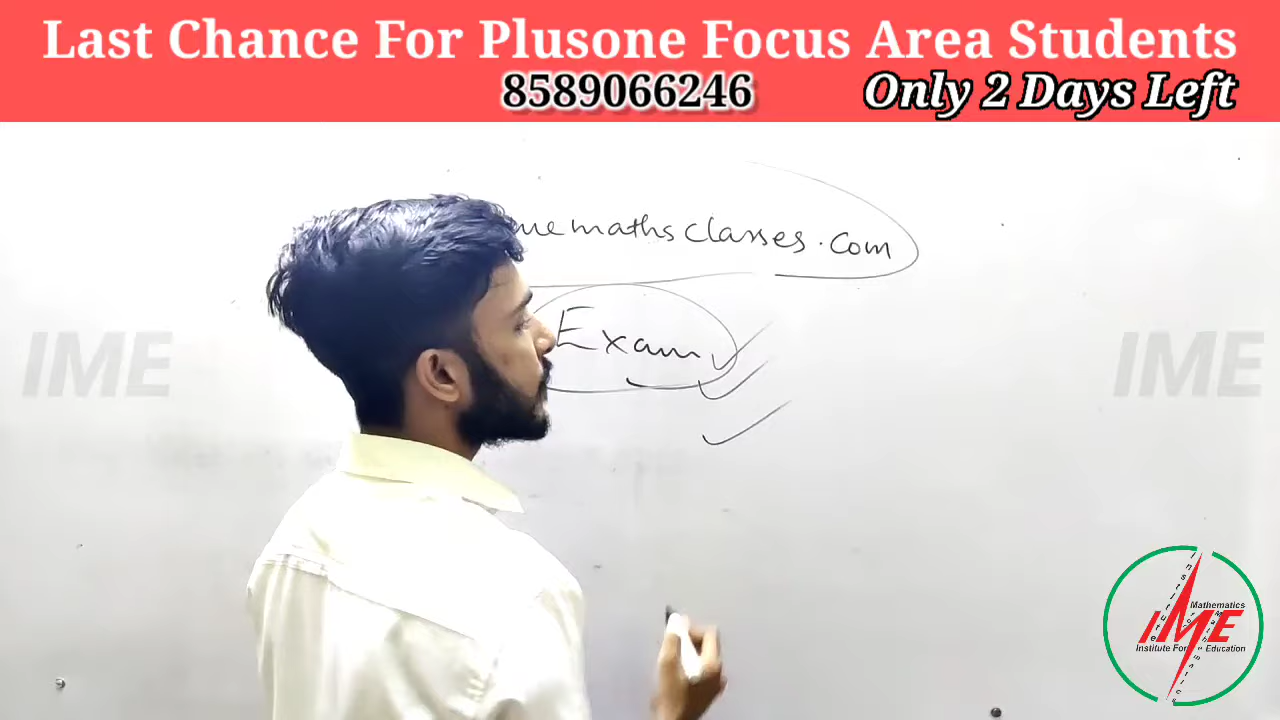 Last Chance For Plusone Focus Area Students
8589066246
Only 2 Days Left
memathsclasses.com
Exam
IME
IME
Mathematics
IME
Institute For Education